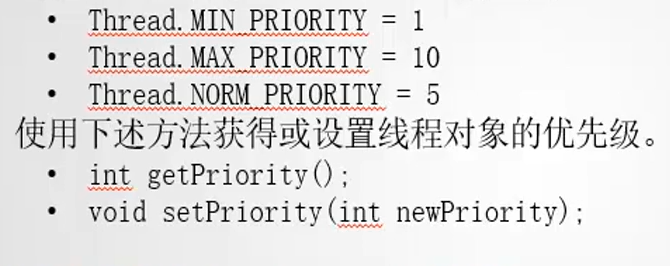 • Thread.MIN_PRIORITY = 1
• Thread.MAX_PRIORITY = 10
• Thread.NORM_PRIORITY = 5
使用下述方法获得或设置线程对象的优先级。
• int getPriority();
• void setPriority(int newPriority);